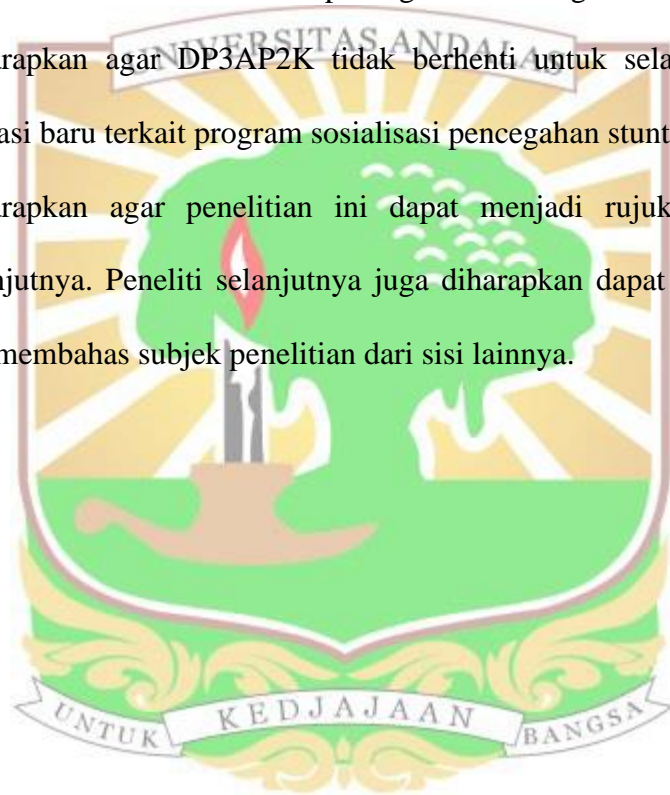 UNIVERSITAS ANDALAS
arapkan agar DP3AP2K tidak berhenti untuk sela
asi baru terkait program sosialisasi pencegahan stunt
arapkan agar penelitian ini dapat menjadi rujuk
njutnya. Peneliti selanjutnya juga diharapkan dapat
membahas subjek penelitian dari sisi lainnya.
UNTUK KEDJAJAAN BANGSA